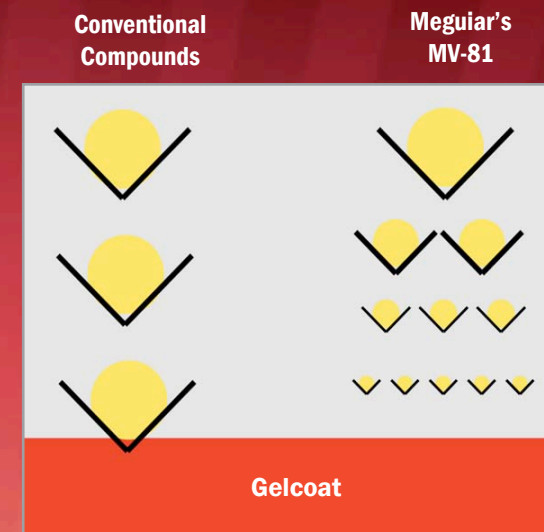 Conventional
Compounds
Meguiar's
MV-81
Gelcoat